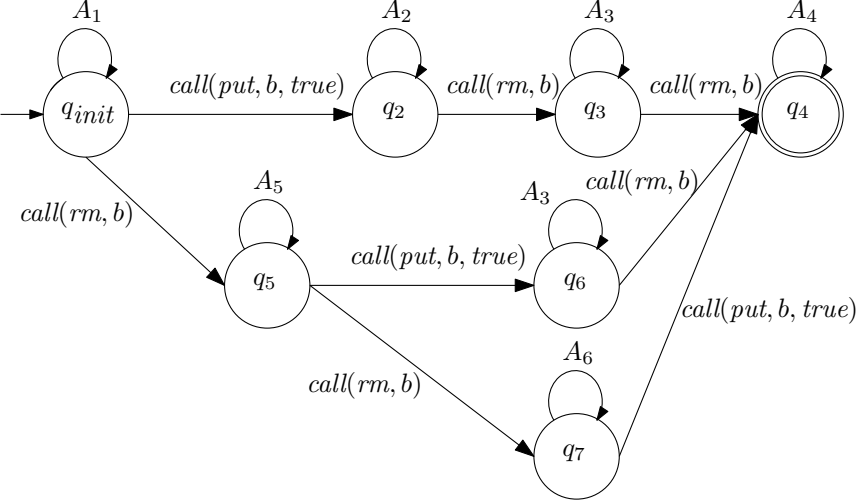 A1 A2 A3 A4
call(put, b, true) call(rm, b) call(rm, b)
qinit q2 q3 q4
call(rm, b) A5 A3 call(rm, b)
call(put, b, true)
q5 q6
call(put, b, true)
A6
call(rm, b)
q7